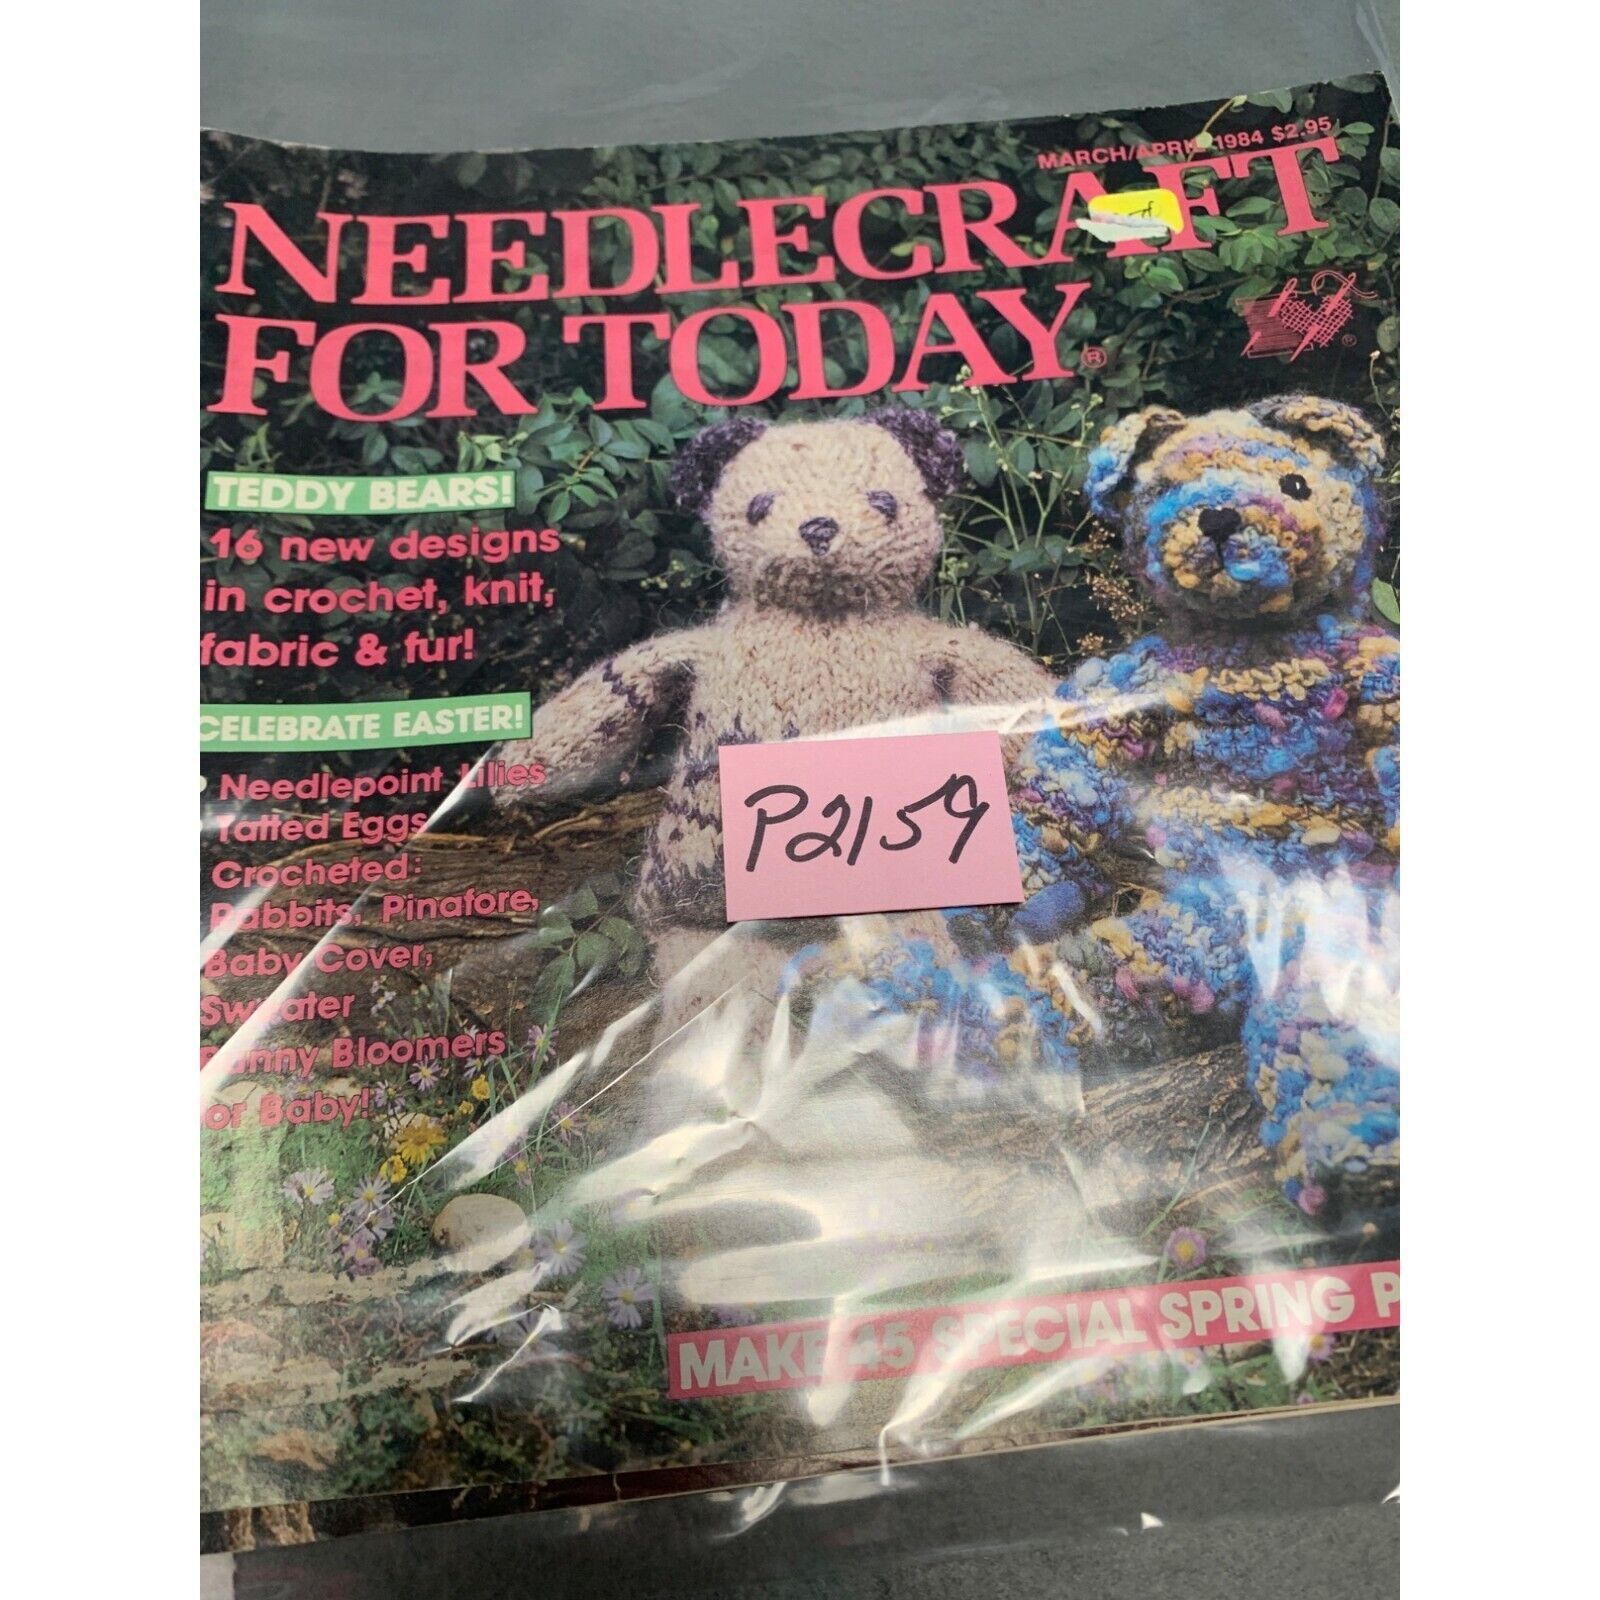 MARCH/APRIL 1984 $2.95
NEEDLECRAFT
FOR TODAY®
TEDDY BEARS!
16 new designs
in crochet, knit,
fabric & fur!
CELEBRATE EASTER!
• Needlepoint Lilies
Tatted Eggs
Crocheted:
Rabbits, Pinafore,
Baby Cover,
Sweater
Bunny Bloomers
or Baby!
P2159
MAKE 45 SPECIAL SPRING P